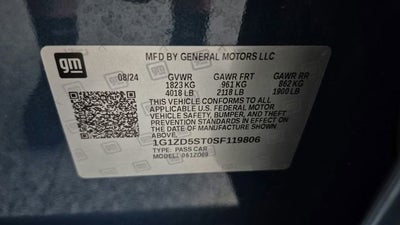 gm
MFD BY GENERAL MOTORS LLC
08/24 GVWR GAWR FRT GAWR RR
1823 KG 961 KG 862 KG
4018 LB 2118 LB 1900 LB
THIS VEHICLE CONFORMS TO ALL
APPLICABLE U.S. FEDERAL MOTOR VEHICLE
SAFETY, BUMPER, AND THEFT
PREVENTION STANDARDS IN EFFECT ON
THE DATE OF MANUFACTURE SHOWN
ABOVE.
1G1ZD5ST0SF119806
TYPE: PASS CAR
MODEL: